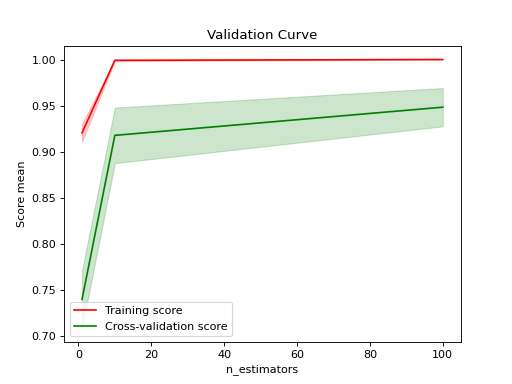 Validation Curve
1.00
0.95
0.90
0.85
0.80
0.75
0.70
Score mean
Training score
Cross-validation score
0 20 40 60 80 100
n_estimators